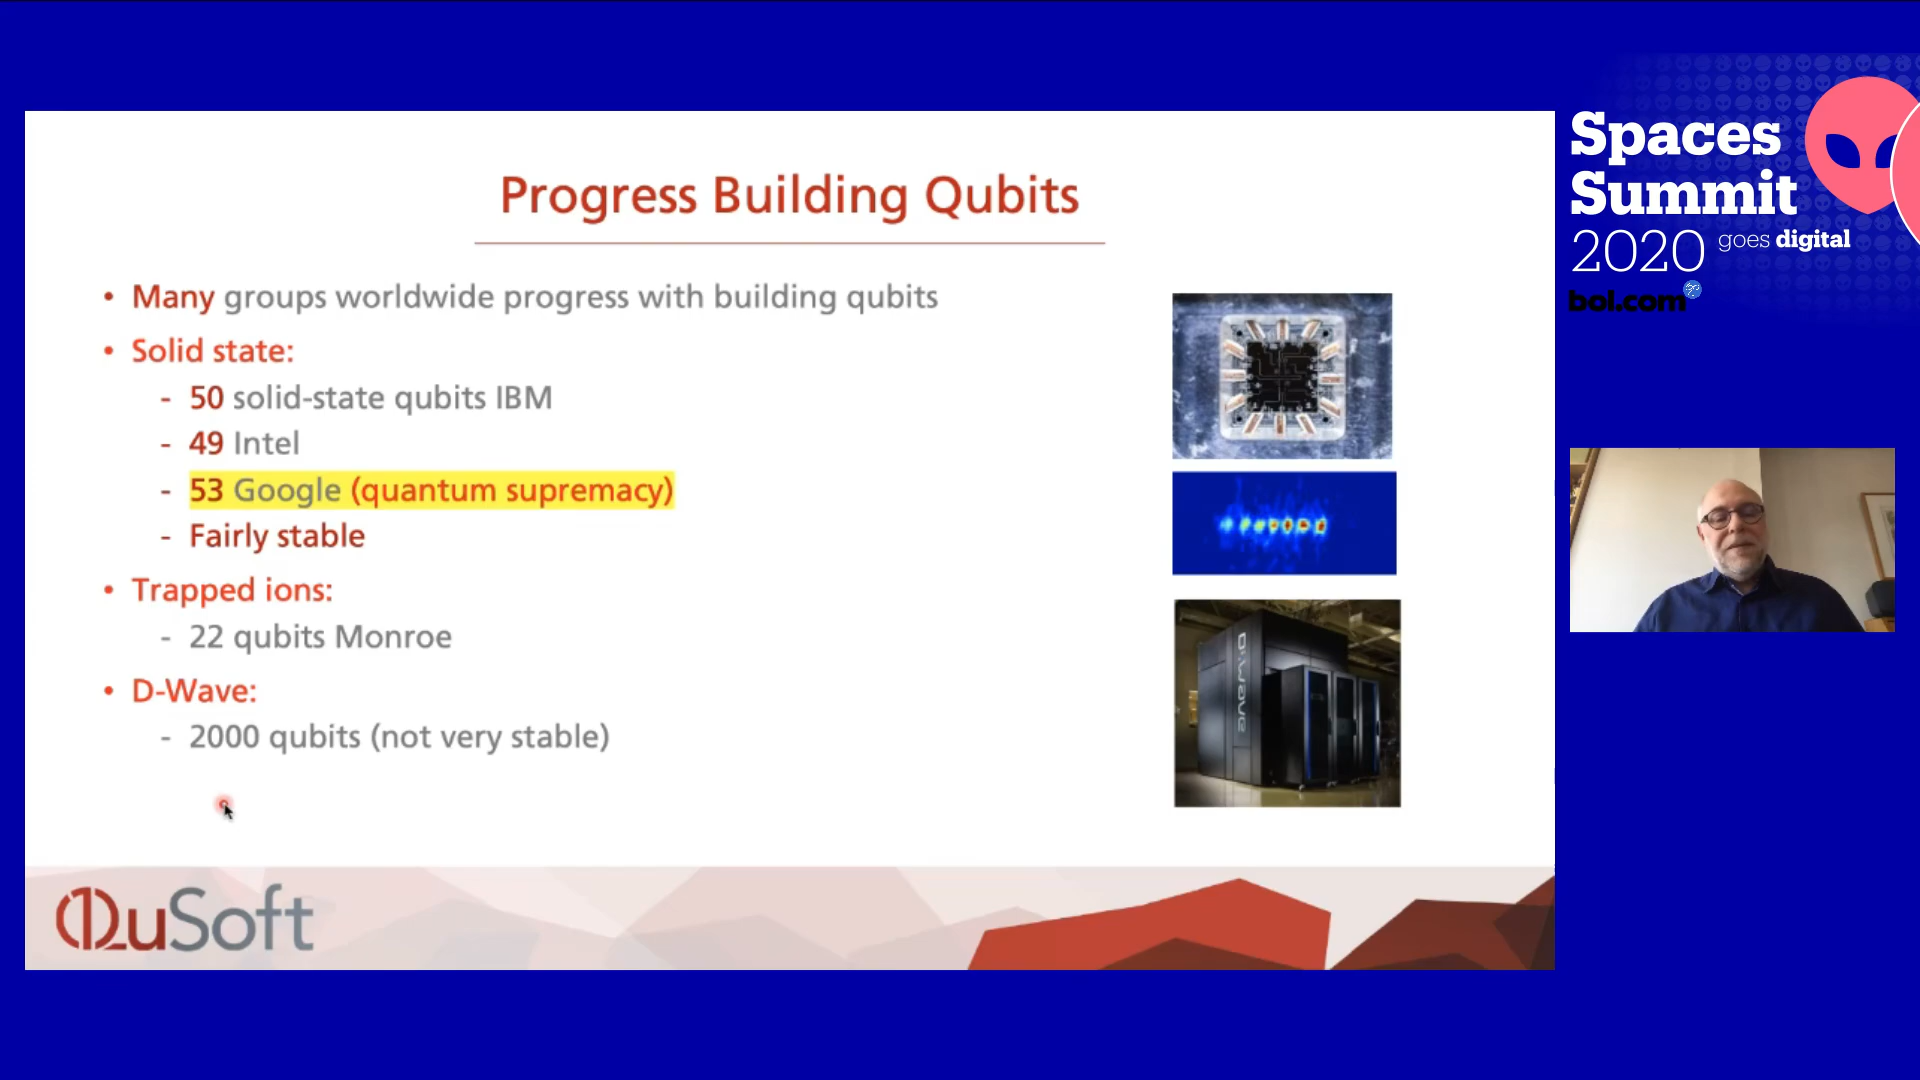 Progress Building Qubits
• Many groups worldwide progress with building qubits
• Solid state:
- 50 solid-state qubits IBM
- 49 Intel
- 53 Google (quantum supremacy)
- Fairly stable
• Trapped ions:
- 22 qubits Monroe
• D-Wave:
- 2000 qubits (not very stable)
D:Wave
QuSoft
Spaces
Summit
2020 goes digital
bol.com